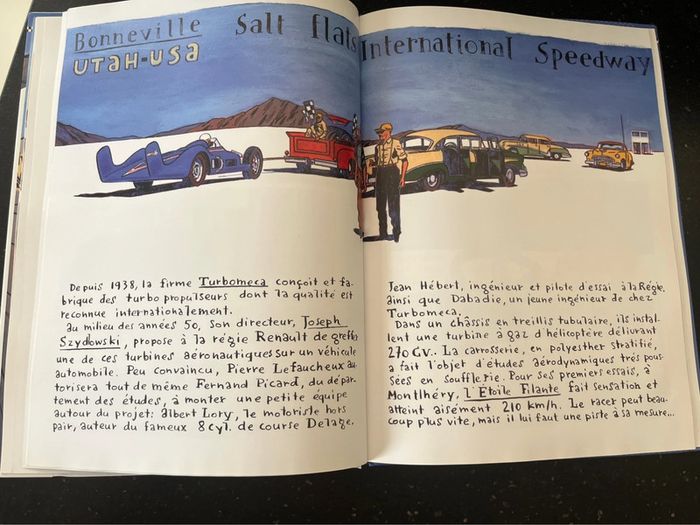 Bonneville Salt flats International Speedway
UTAH-USA
Depuis 1938, la firme Turbomeca conçoit et fa-
brique des turbo propulseurs dont la qualité est
reconnue internationalement.
Au milieu des années 50, son directeur, Joseph
Szydlowski, propose à la régie Renault de greffer
une de ces turbines aéronautiques sur un véhicule
automobile. Peu convaincu, Pierre Lefaucheux au-
torisera tout de même Fernand Picard, du dépar-
tement des études, à monter une petite équipe
autour du projet: Albert Lory, le motoriste hors
pair, auteur du fameux 8 cyl. de course Delage,
Jean Hébert, ingénieur et pilote d'essai à la Régie,
ainsi que Dabadie, un jeune ingénieur de chez
Turbomeca.
Dans un châssis en treillis tubulaire, ils instal-
lent une turbine à gaz d'hélicoptère délivrant
270 CV. La carrosserie, en polyesther stratifié,
a fait l'objet d'études aérodynamiques très pous-
sées en soufflerie. Pour ses premiers essais, à
Montlhéry, l'Étoile Filante fait sensation et
atteint aisément 210 km/h. Le racer peut beau-
coup plus vite, mais il lui faut une piste à sa mesure...